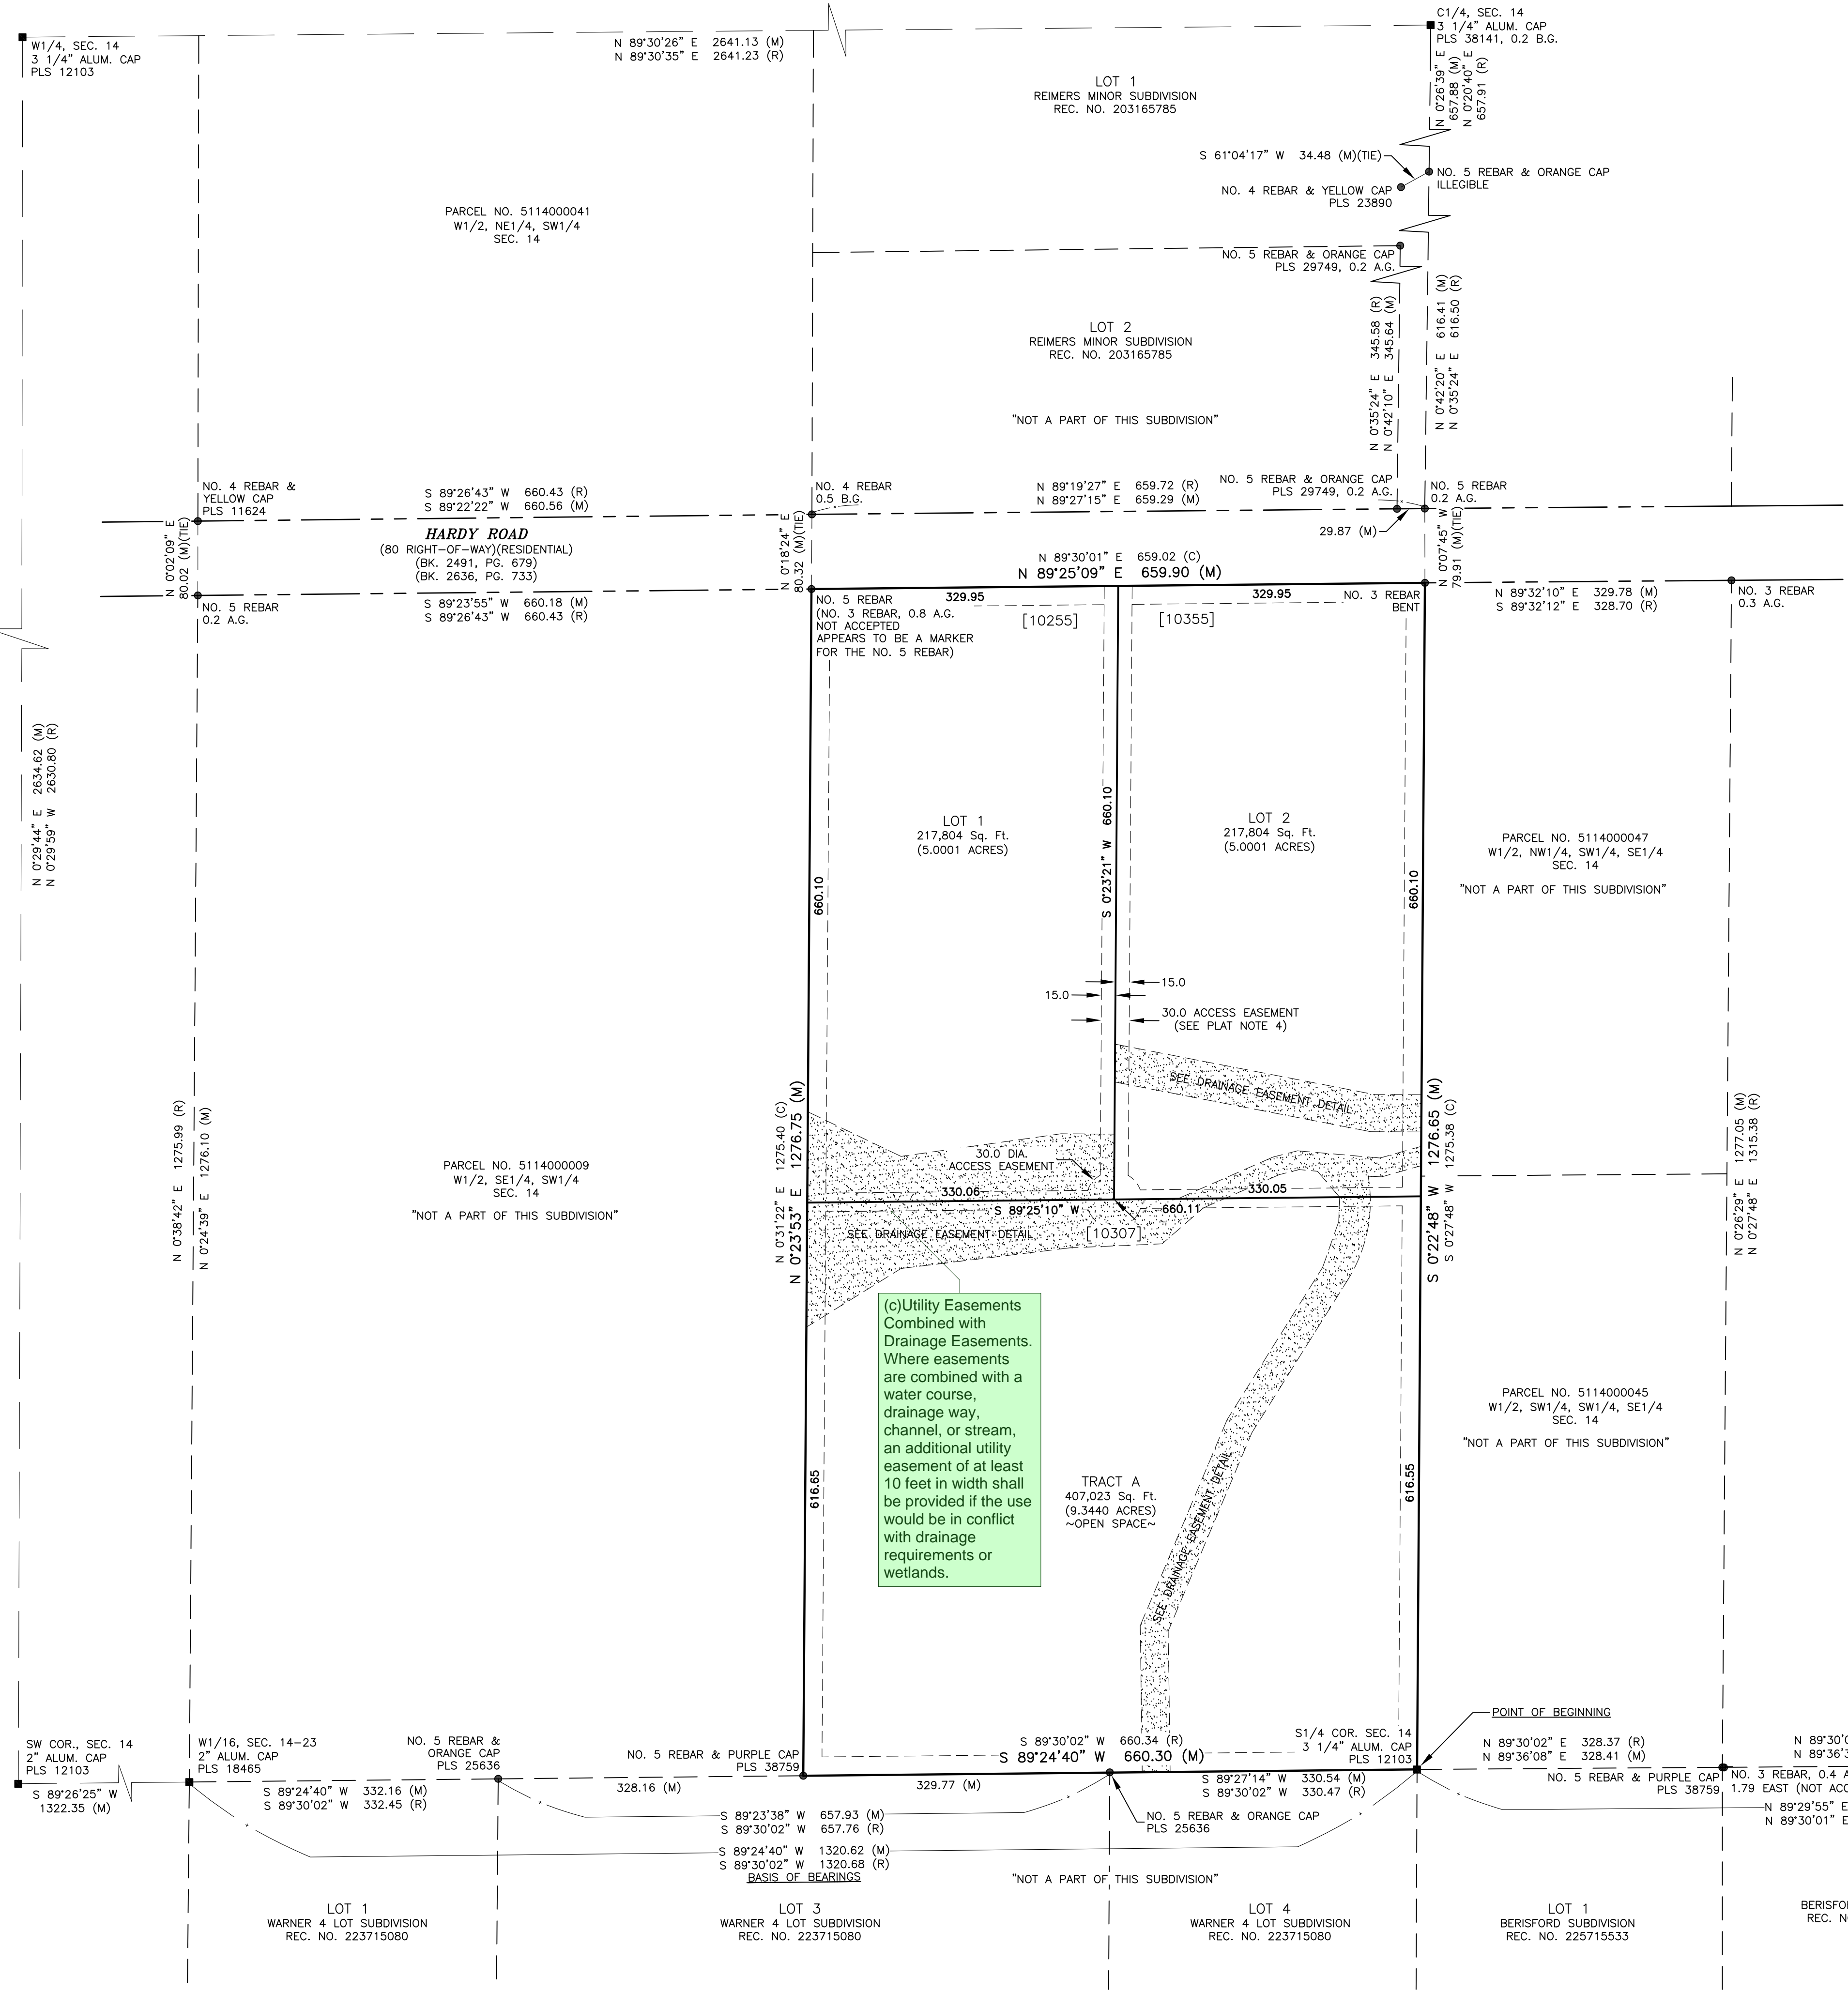 W1/4, SEC. 14
3 1/4" ALUM. CAP
PLS 12103
N 89°30'26" E 2641.13 (M)
N 89°30'35" E 2641.23 (R)
C1/4, SEC. 14
3 1/4" ALUM. CAP
PLS 38141, 0.2 B.G.
N 0°26'39" E
657.88 (M)
N 0°20'40" E
657.91 (R)
LOT 1
REIMERS MINOR SUBDIVISION
REC. NO. 203165785
S 61°04'17" W 34.48 (M)(TIE)
NO. 5 REBAR & ORANGE CAP
ILLEGIBLE
NO. 4 REBAR & YELLOW CAP
PLS 23890
PARCEL NO. 5114000041
W1/2, NE1/4, SW1/4
SEC. 14
NO. 5 REBAR & ORANGE CAP
PLS 29749, 0.2 A.G.
N 0°35'24" E 345.58 (R)
N 0°42'10" E 345.64 (M)
N 0°42'20" E 616.41 (M)
N 0°35'24" E 616.50 (R)
LOT 2
REIMERS MINOR SUBDIVISION
REC. NO. 203165785
"NOT A PART OF THIS SUBDIVISION"
NO. 4 REBAR &
YELLOW CAP
PLS 11624
S 89°26'43" W 660.43 (R)
S 89°22'22" W 660.56 (M)
NO. 4 REBAR
0.5 B.G.
N 89°19'27" E 659.72 (R)
N 89°27'15" E 659.29 (M)
NO. 5 REBAR & ORANGE CAP
PLS 29749, 0.2 A.G.
NO. 5 REBAR
0.2 A.G.
29.87 (M)
N 0°02'09" E
80.02 (M)(TIE)
HARDY ROAD
(80 RIGHT-OF-WAY)(RESIDENTIAL)
(BK. 2491, PG. 679)
(BK. 2636, PG. 733)
N 0°18'24" E
80.32 (M)(TIE)
N 0°07'45" W
79.91 (M)(TIE)
N 89°30'01" E 659.02 (C)
N 89°25'09" E 659.90 (M)
NO. 5 REBAR
0.2 A.G.
S 89°23'55" W 660.18 (M)
S 89°26'43" W 660.43 (R)
NO. 5 REBAR
(NO. 3 REBAR, 0.8 A.G.
NOT ACCEPTED
APPEARS TO BE A MARKER
FOR THE NO. 5 REBAR)
329.95
[10255]
329.95
[10355]
NO. 3 REBAR
BENT
N 89°32'10" E 329.78 (M)
S 89°32'12" E 328.70 (R)
NO. 3 REBAR
0.3 A.G.
N 0°29'44" E 2634.62 (M)
N 0°29'59" W 2630.80 (R)
LOT 1
217,804 Sq. Ft.
(5.0001 ACRES)
660.10
S 0°23'21" W 660.10
LOT 2
217,804 Sq. Ft.
(5.0001 ACRES)
660.10
PARCEL NO. 5114000047
W1/2, NW1/4, SW1/4, SE1/4
SEC. 14
"NOT A PART OF THIS SUBDIVISION"
15.0
15.0
30.0 ACCESS EASEMENT
(SEE PLAT NOTE 4)
SEE DRAINAGE EASEMENT DETAIL
N 0°38'42" E 1275.99 (R)
N 0°24'39" E 1276.10 (M)
PARCEL NO. 5114000009
W1/2, SE1/4, SW1/4
SEC. 14
"NOT A PART OF THIS SUBDIVISION"
N 0°31'22" E 1275.40 (C)
N 0°23'53" E 1276.75 (M)
30.0 DIA.
ACCESS EASEMENT
330.06
330.05
S 89°25'10" W
660.11
SEE DRAINAGE EASEMENT DETAIL
[10307]
S 0°22'48" W 1276.65 (M)
S 0°27'48" W 1275.38 (C)
N 0°26'29" E 1277.05 (M)
N 0°27'48" E 1315.38 (R)
(c)Utility Easements
Combined with
Drainage Easements.
Where easements
are combined with a
water course,
drainage way,
channel, or stream,
an additional utility
easement of at least
10 feet in width shall
be provided if the use
would be in conflict
with drainage
requirements or
wetlands.
PARCEL NO. 5114000045
W1/2, SW1/4, SW1/4, SE1/4
SEC. 14
"NOT A PART OF THIS SUBDIVISION"
616.65
TRACT A
407,023 Sq. Ft.
(9.3440 ACRES)
~OPEN SPACE~
SEE DRAINAGE EASEMENT DETAIL
SEE DRAINAGE EASEMENT DETAIL
616.55
SW COR., SEC. 14
2" ALUM. CAP
PLS 12103
S 89°26'25" W
1322.35 (M)
W1/16, SEC. 14-23
2" ALUM. CAP
PLS 18465
NO. 5 REBAR &
ORANGE CAP
PLS 25636
S 89°24'40" W 332.16 (M)
S 89°30'02" W 332.45 (R)
NO. 5 REBAR & PURPLE CAP
PLS 38759
328.16 (M)
S 89°30'02" W 660.34 (R)
S 89°24'40" W 660.30 (M)
S1/4 COR. SEC. 14
3 1/4" ALUM. CAP
PLS 12103
POINT OF BEGINNING
329.77 (M)
S 89°27'14" W 330.54 (M)
S 89°30'02" W 330.47 (R)
N 89°30'02" E 328.37 (R)
N 89°36'08" E 328.41 (M)
NO. 5 REBAR & PURPLE CAP
PLS 38759
NO. 3 REBAR, 0.4 A
1.79 EAST (NOT ACC
N 89°30'0
N 89°36'3
N 89°29'55" E
N 89°30'01" E
S 89°23'38" W 657.93 (M)
S 89°30'02" W 657.76 (R)
NO. 5 REBAR & ORANGE CAP
PLS 25636
S 89°24'40" W 1320.62 (M)
S 89°30'02" W 1320.68 (R)
BASIS OF BEARINGS
"NOT A PART OF THIS SUBDIVISION"
LOT 1
WARNER 4 LOT SUBDIVISION
REC. NO. 223715080
LOT 3
WARNER 4 LOT SUBDIVISION
REC. NO. 223715080
LOT 4
WARNER 4 LOT SUBDIVISION
REC. NO. 223715080
LOT 1
BERISFORD SUBDIVISION
REC. NO. 225715533
BERISFO
REC. N